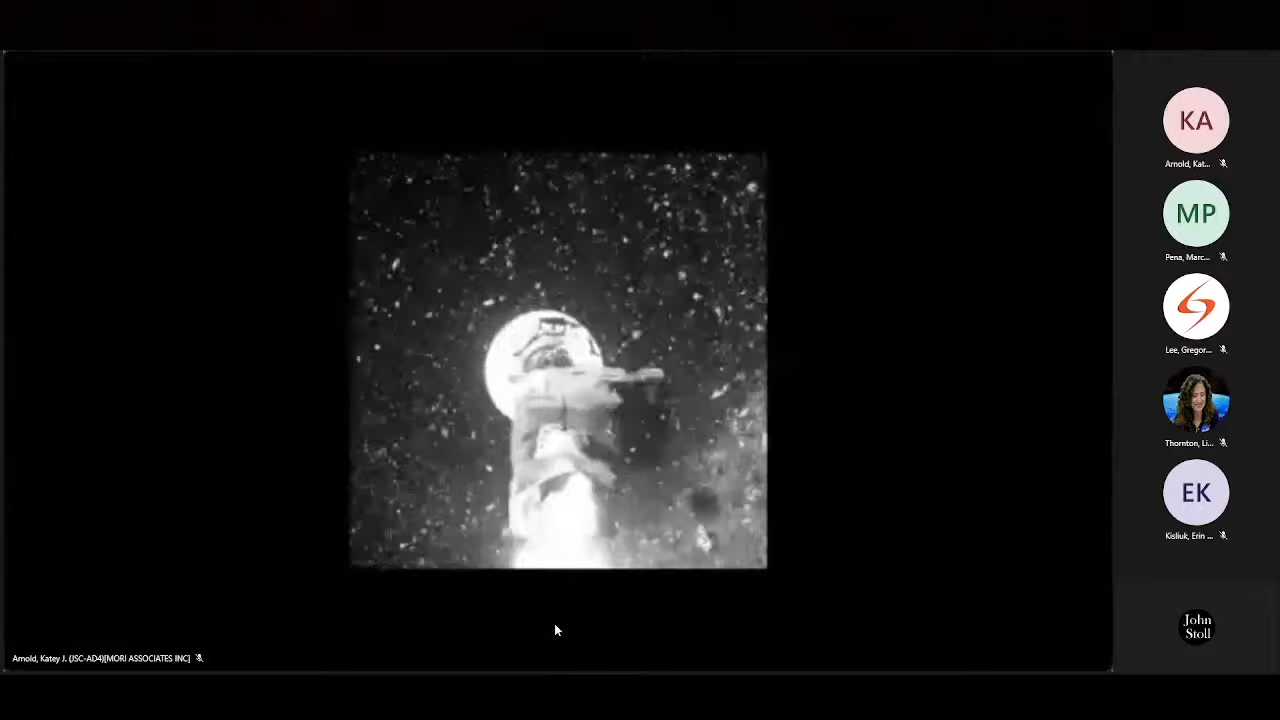 KA
Arnold, Kat...
MP
Pena, Marc...
Lee, Gregor...
Thornton, Li...
EK
Kisliuk, Erin ...
John
Stoll
Arnold, Katey J. (JSC-AD4)[MORI ASSOCIATES INC]